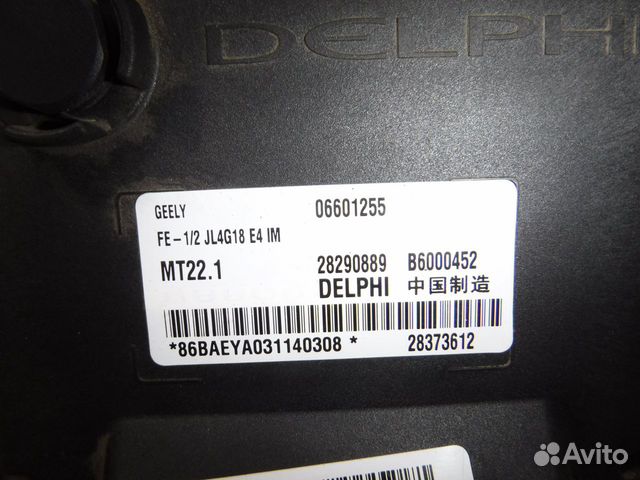 DELPHI
GEELY 06601255
FE-1/2 JL4G18 E4 IM
MT22.1 28290889 B6000452
DELPHI 中国制造
*86BAEYA031140308 * 28373612
Avito